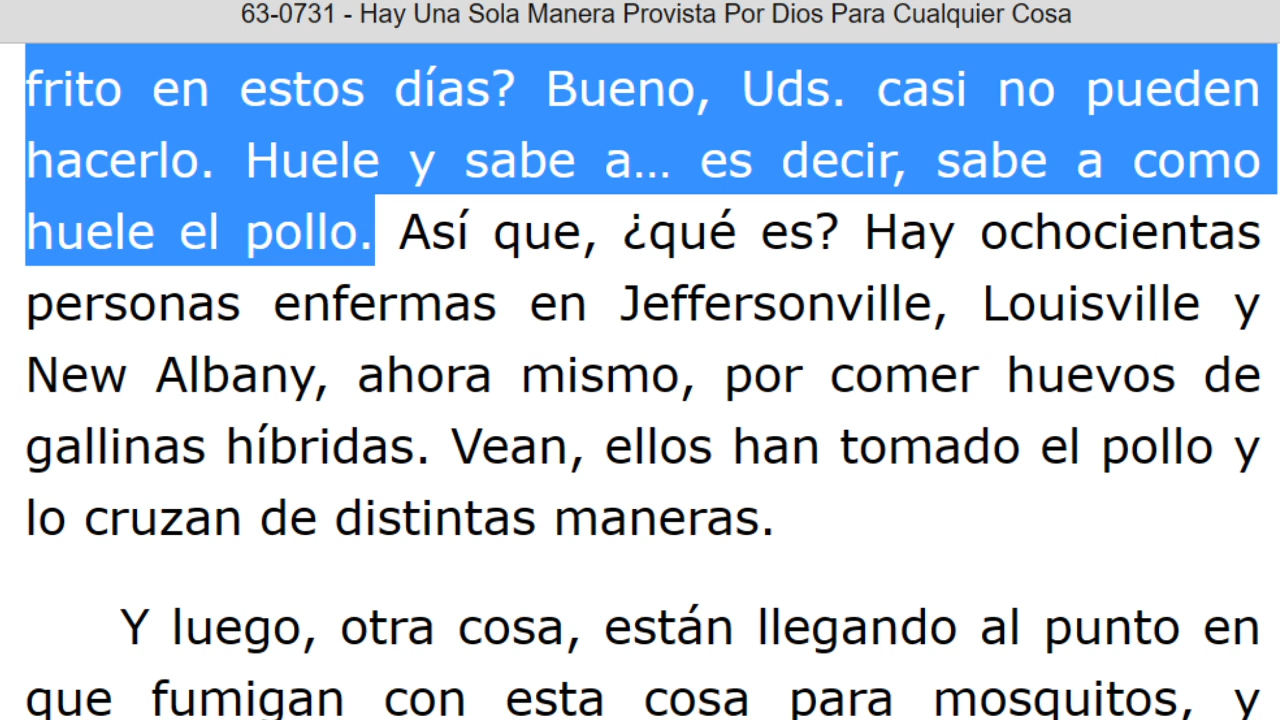 63-0731 - Hay Una Sola Manera Provista Por Dios Para Cualquier Cosa
frito en estos días? Bueno, Uds. casi no pueden
hacerlo. Huele y sabe a... es decir, sabe a como
huele el pollo. Así que, ¿qué es? Hay ochocientas
personas enfermas en Jeffersonville, Louisville y
New Albany, ahora mismo, por comer huevos de
gallinas híbridas. Vean, ellos han tomado el pollo y
lo cruzan de distintas maneras.
Y luego, otra cosa, están llegando al punto en
que fumigan con esta cosa para mosquitos, y